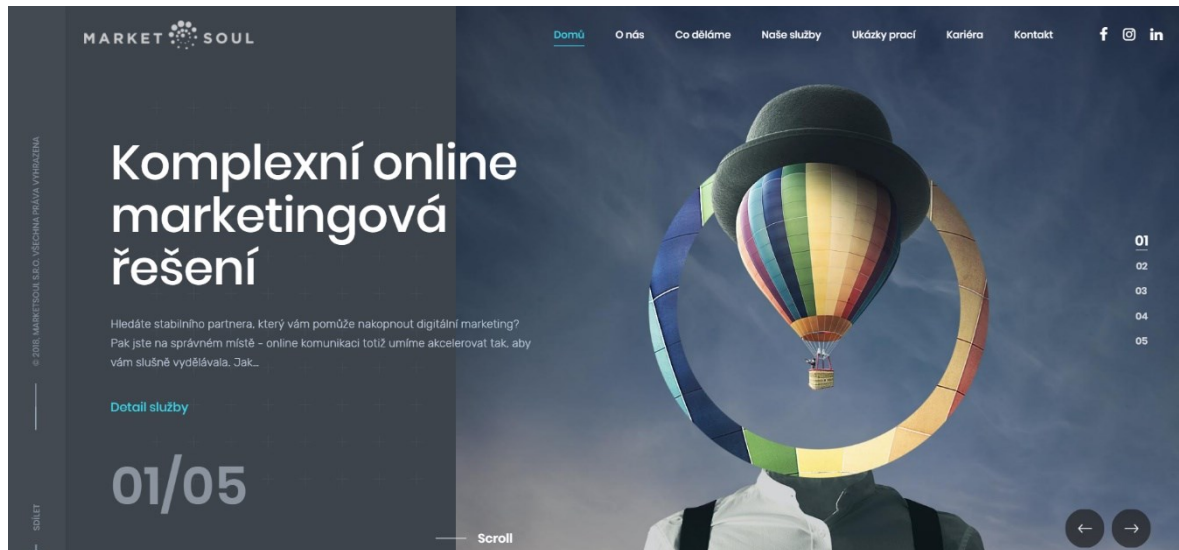 MARKET SOUL
Domů O nás Co děláme Naše služby Ukázky prací Kariéra Kontakt
© 2018, MARKETSOUL S.R.O, VŠECHNA PRÁVA VYHRAZENA
Komplexní online
marketingová
řešení
Hledáte stabilního partnera, který vám pomůže nakopnout digitální marketing?
Pak jste na správném místě – online komunikaci totiž umíme akcelerovat tak, aby
vám slušně vydělávala. Jak...
Detail služby
01/05
SDÍLET
Scroll
01
02
03
04
05